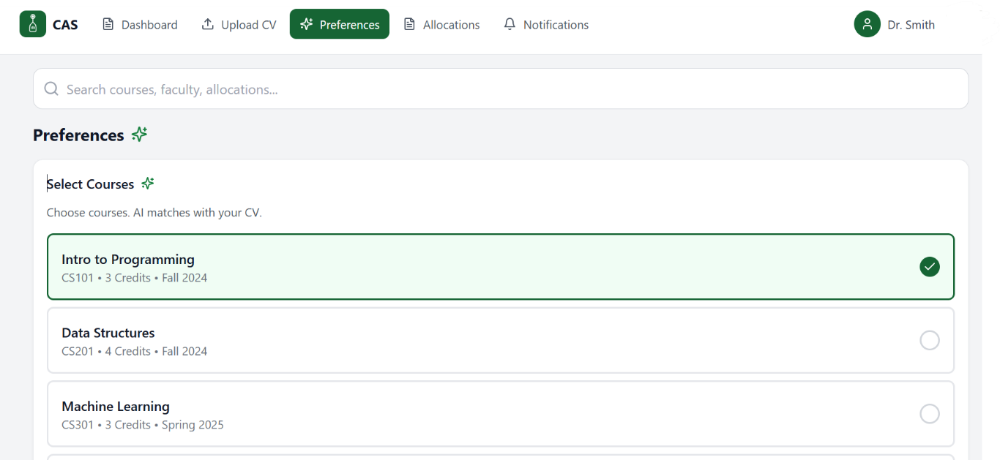 CAS Dashboard Upload CV Preferences Allocations Notifications Dr. Smith
Search courses, faculty, allocations...
Preferences
Select Courses
Choose courses. AI matches with your CV.
Intro to Programming
CS101 • 3 Credits • Fall 2024
Data Structures
CS201 • 4 Credits • Fall 2024
Machine Learning
CS301 • 3 Credits • Spring 2025